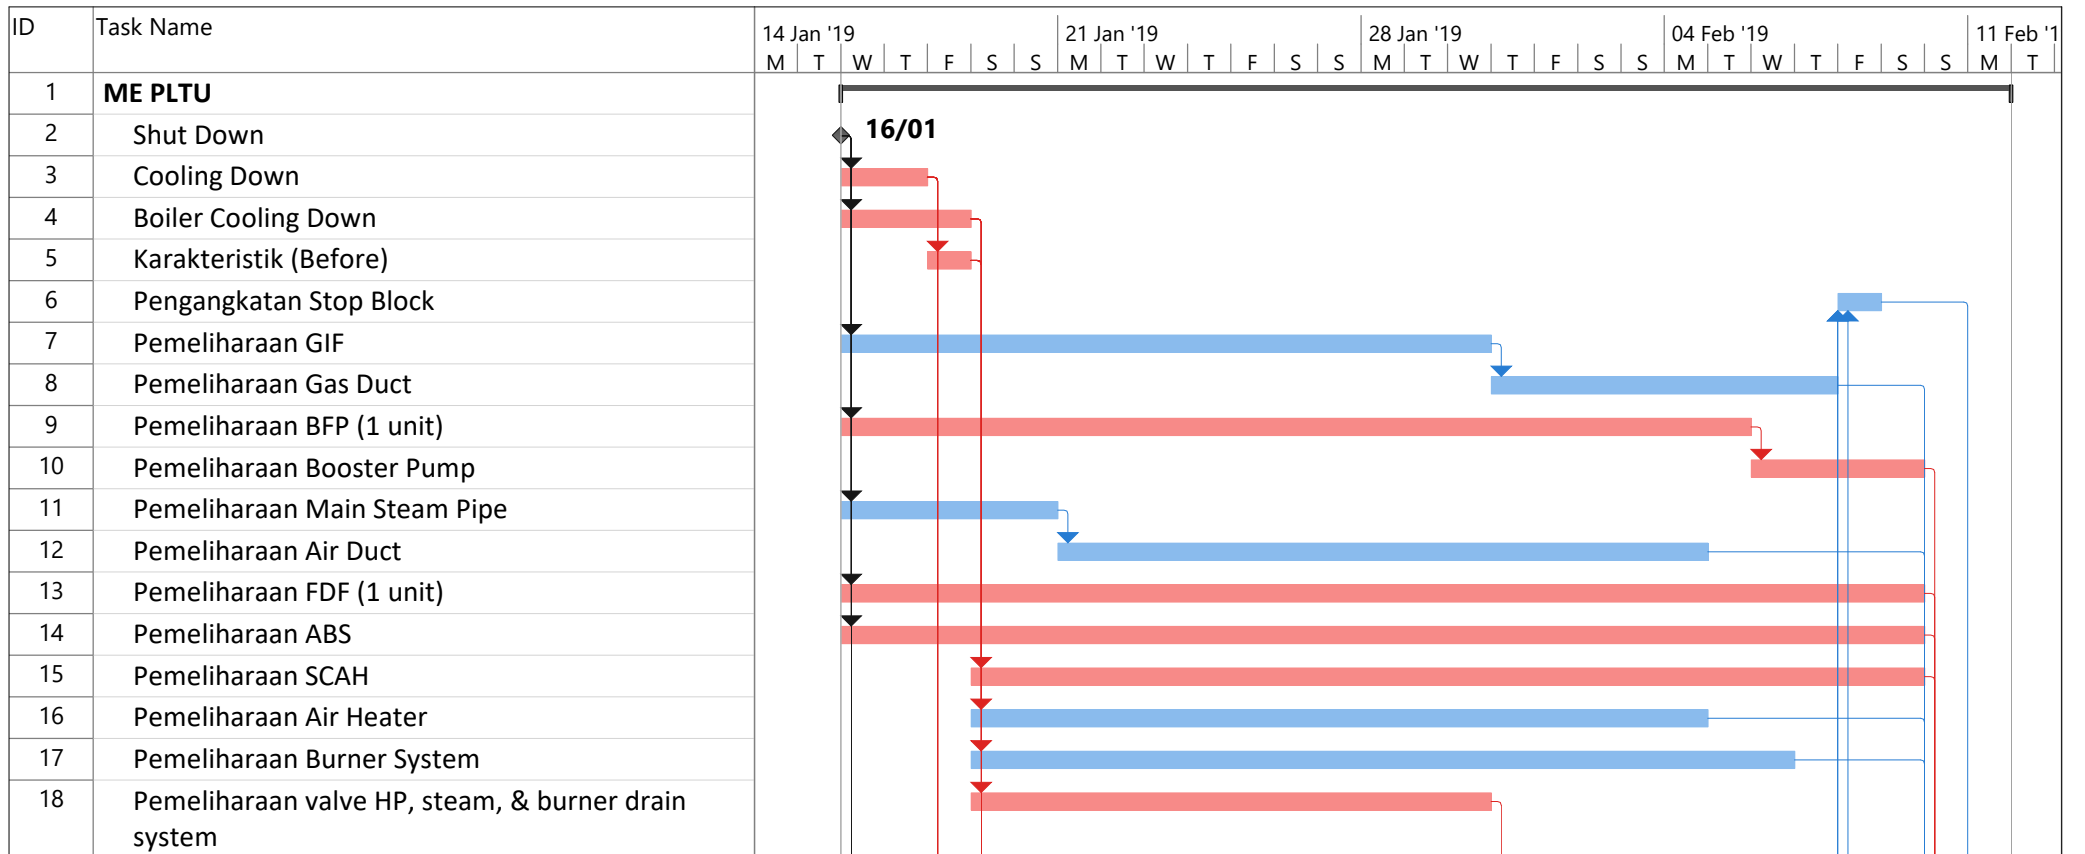 ID Task Name 14 Jan '19 21 Jan '19 28 Jan '19 04 Feb '19 11 Feb '1
M T W T F S S M T W T F S S M T W T F S S M T W T F S S M T
1 ME PLTU
2 Shut Down 16/01
3 Cooling Down
4 Boiler Cooling Down
5 Karakteristik (Before)
6 Pengangkatan Stop Block
7 Pemeliharaan GIF
8 Pemeliharaan Gas Duct
9 Pemeliharaan BFP (1 unit)
10 Pemeliharaan Booster Pump
11 Pemeliharaan Main Steam Pipe
12 Pemeliharaan Air Duct
13 Pemeliharaan FDF (1 unit)
14 Pemeliharaan ABS
15 Pemeliharaan SCAH
16 Pemeliharaan Air Heater
17 Pemeliharaan Burner System
18 Pemeliharaan valve HP, steam, & burner drain
system